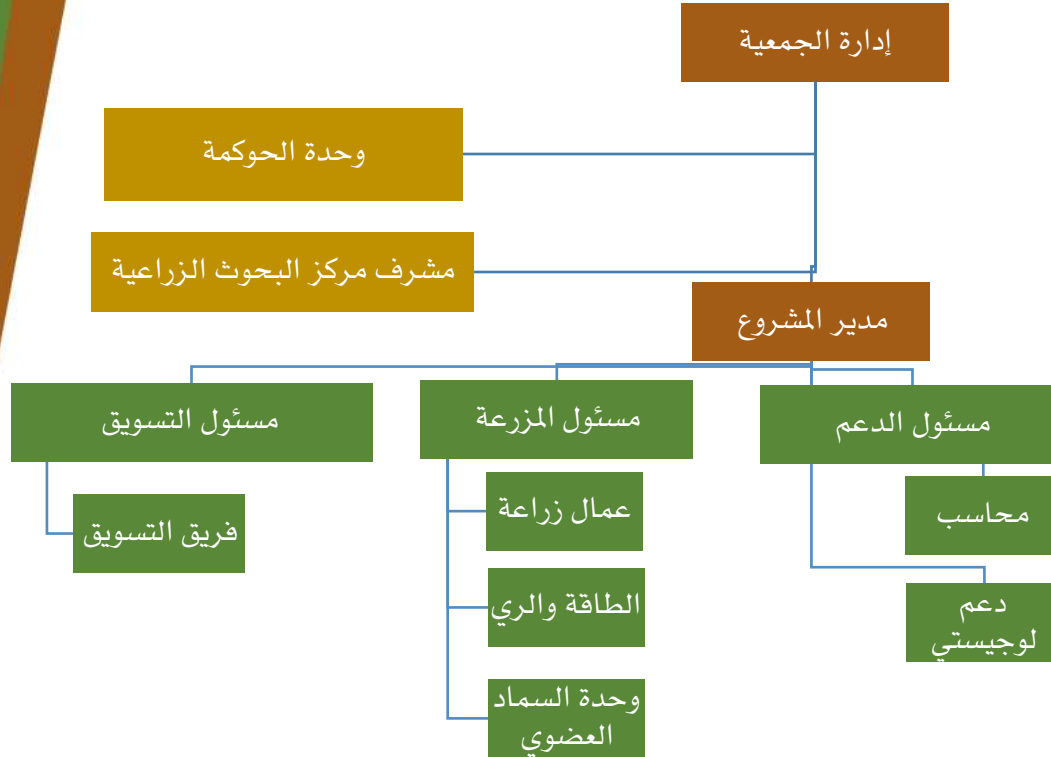 إدارة الجمعية
وحدة الحوكمة
مشرف مركز البحوث الزراعية
مدير المشروع
مسئول الدعم
مسئول المزرعة
مسئول التسويق
محاسب
عمال زراعة
فريق التسويق
دعم
لوجيستي
الطاقة والري
وحدة السماد
العضوي